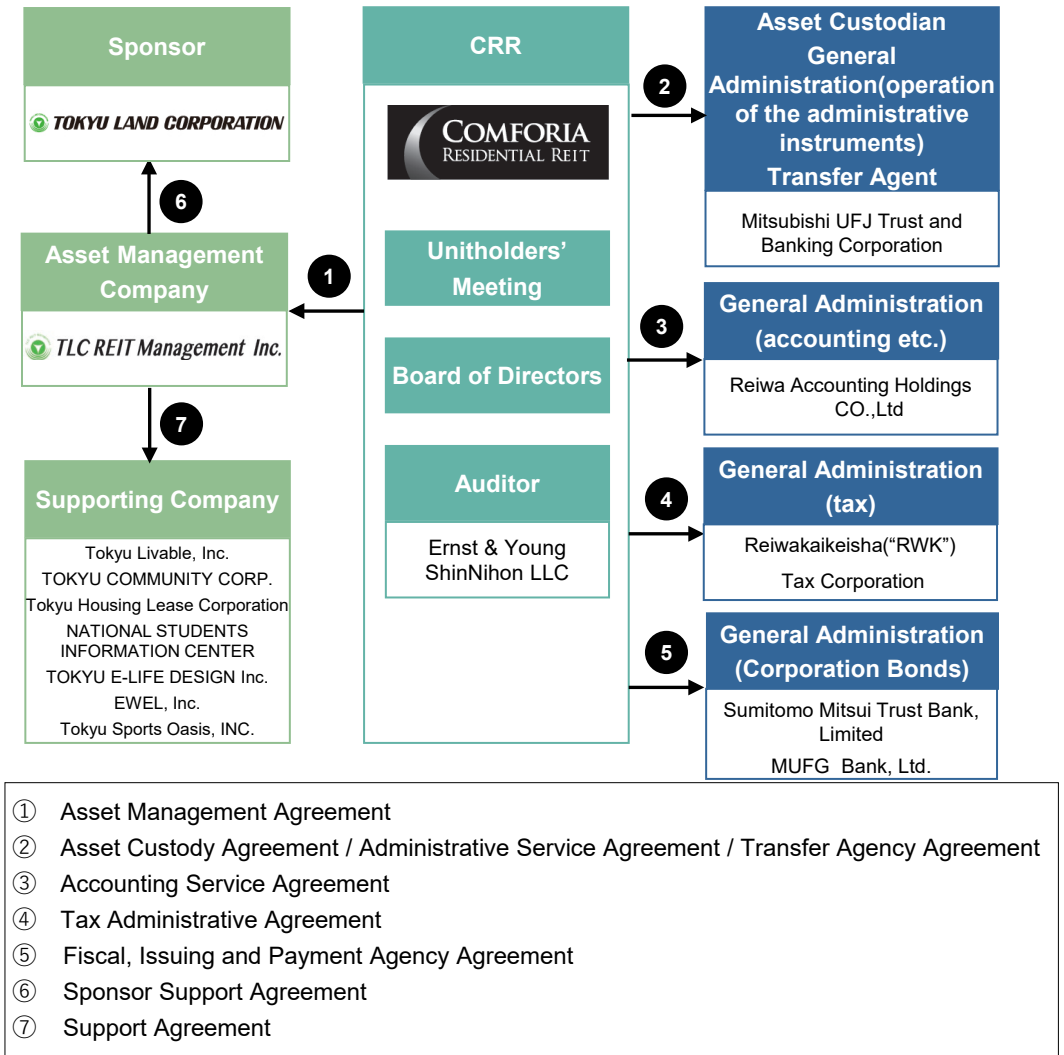 Sponsor
TOKYU LAND CORPORATION
6
Asset Management
Company
TLC REIT Management Inc.
7
Supporting Company
Tokyu Livable, Inc.
TOKYU COMMUNITY CORP.
Tokyu Housing Lease Corporation
NATIONAL STUDENTS
INFORMATION CENTER
TOKYU E-LIFE DESIGN Inc.
EWEL, Inc.
Tokyu Sports Oasis, INC.
1
CRR
COMFORIA
RESIDENTIAL REIT
Unitholders’
Meeting
Board of Directors
Auditor
Ernst & Young
ShinNihon LLC
2
Asset Custodian
General
Administration(operation
of the administrative
instruments)
Transfer Agent
Mitsubishi UFJ Trust and
Banking Corporation
3
General Administration
(accounting etc.)
Reiwa Accounting Holdings
CO.,Ltd
4
General Administration
(tax)
Reiwakaikeisha(“RWK”)
Tax Corporation
5
General Administration
(Corporation Bonds)
Sumitomo Mitsui Trust Bank,
Limited
MUFG Bank, Ltd.
① Asset Management Agreement
② Asset Custody Agreement / Administrative Service Agreement / Transfer Agency Agreement
③ Accounting Service Agreement
④ Tax Administrative Agreement
⑤ Fiscal, Issuing and Payment Agency Agreement
⑥ Sponsor Support Agreement
⑦ Support Agreement